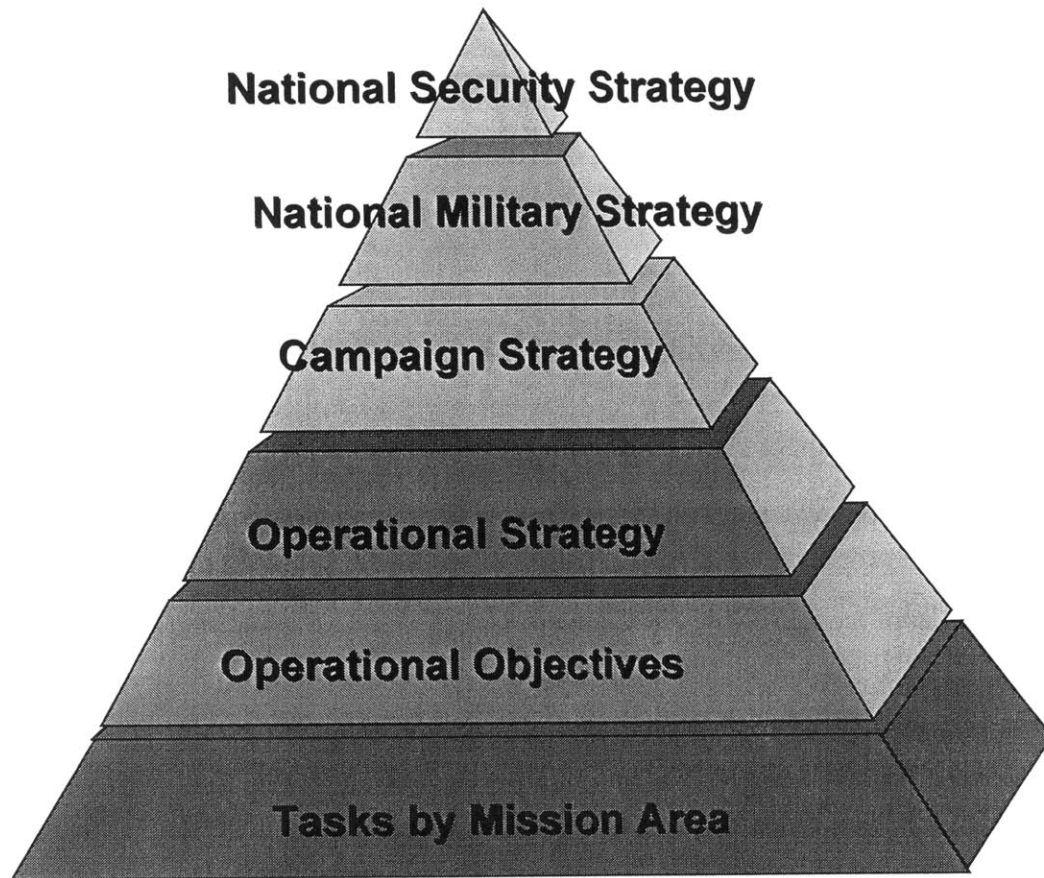 National Security Strategy
National Military Strategy
Campaign Strategy
Operational Strategy
Operational Objectives
Tasks by Mission Area